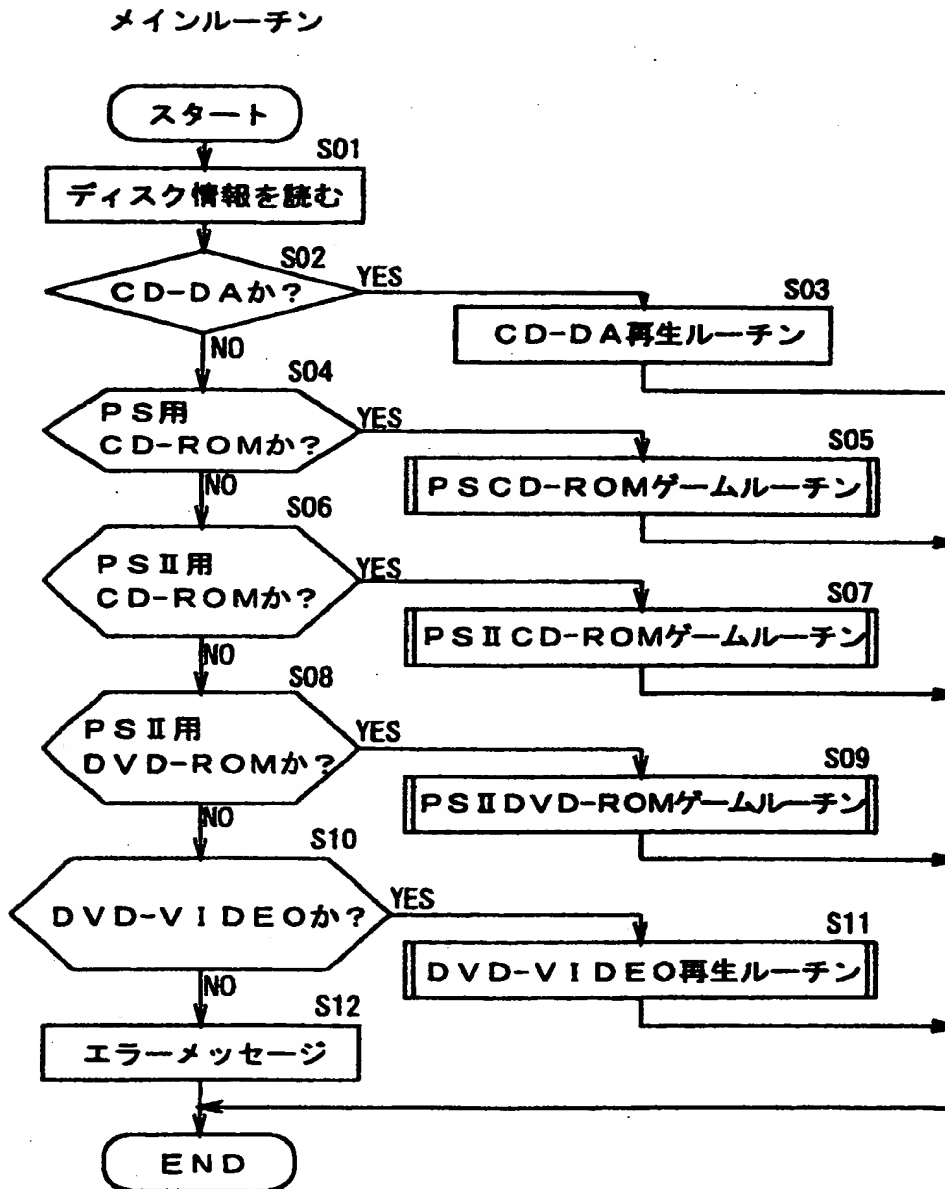 メインルーチン
スタート
S01
ディスク情報を読む
S02
CD-DAか?
YES
S03
CD-DA再生ルーチン
NO
S04
PS用
CD-ROMか?
YES
S05
PSCD-ROMゲームルーチン
NO
S06
PSⅡ用
CD-ROMか?
YES
S07
PSⅡCD-ROMゲームルーチン
NO
S08
PSⅡ用
DVD-ROMか?
YES
S09
PSⅡDVD-ROMゲームルーチン
NO
S10
DVD-VIDEOか?
YES
S11
DVD-VIDEO再生ルーチン
NO
S12
エラーメッセージ
END